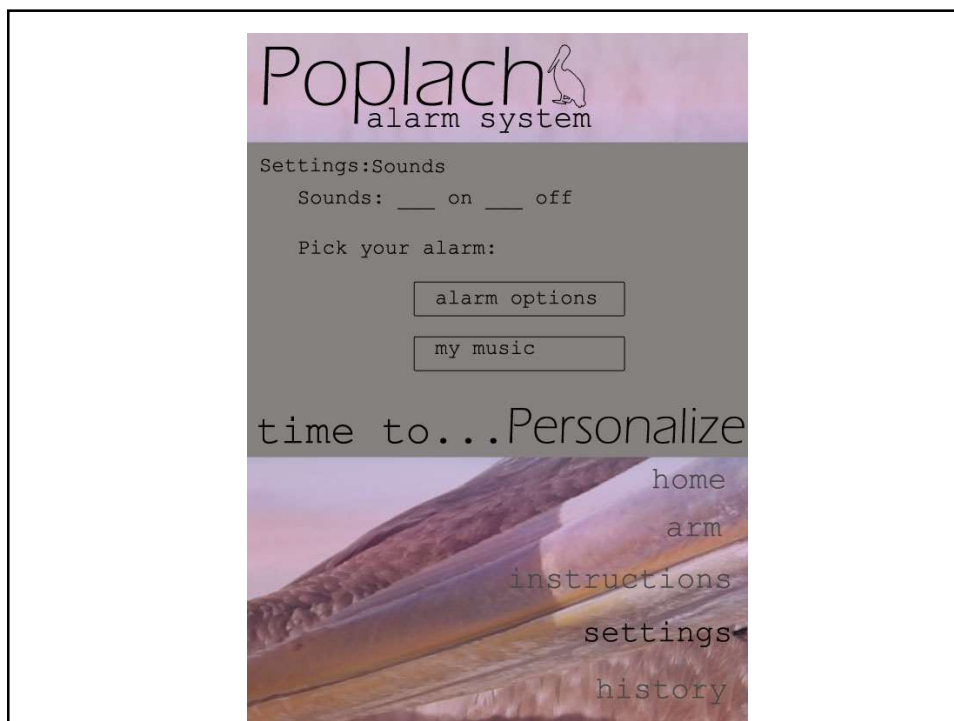 Poplach
alarm system
Settings:Sounds
Sounds: ___ on ___ off
Pick your alarm:
alarm options
my music
time to...Personalize
home
arm
instructions
settings
history